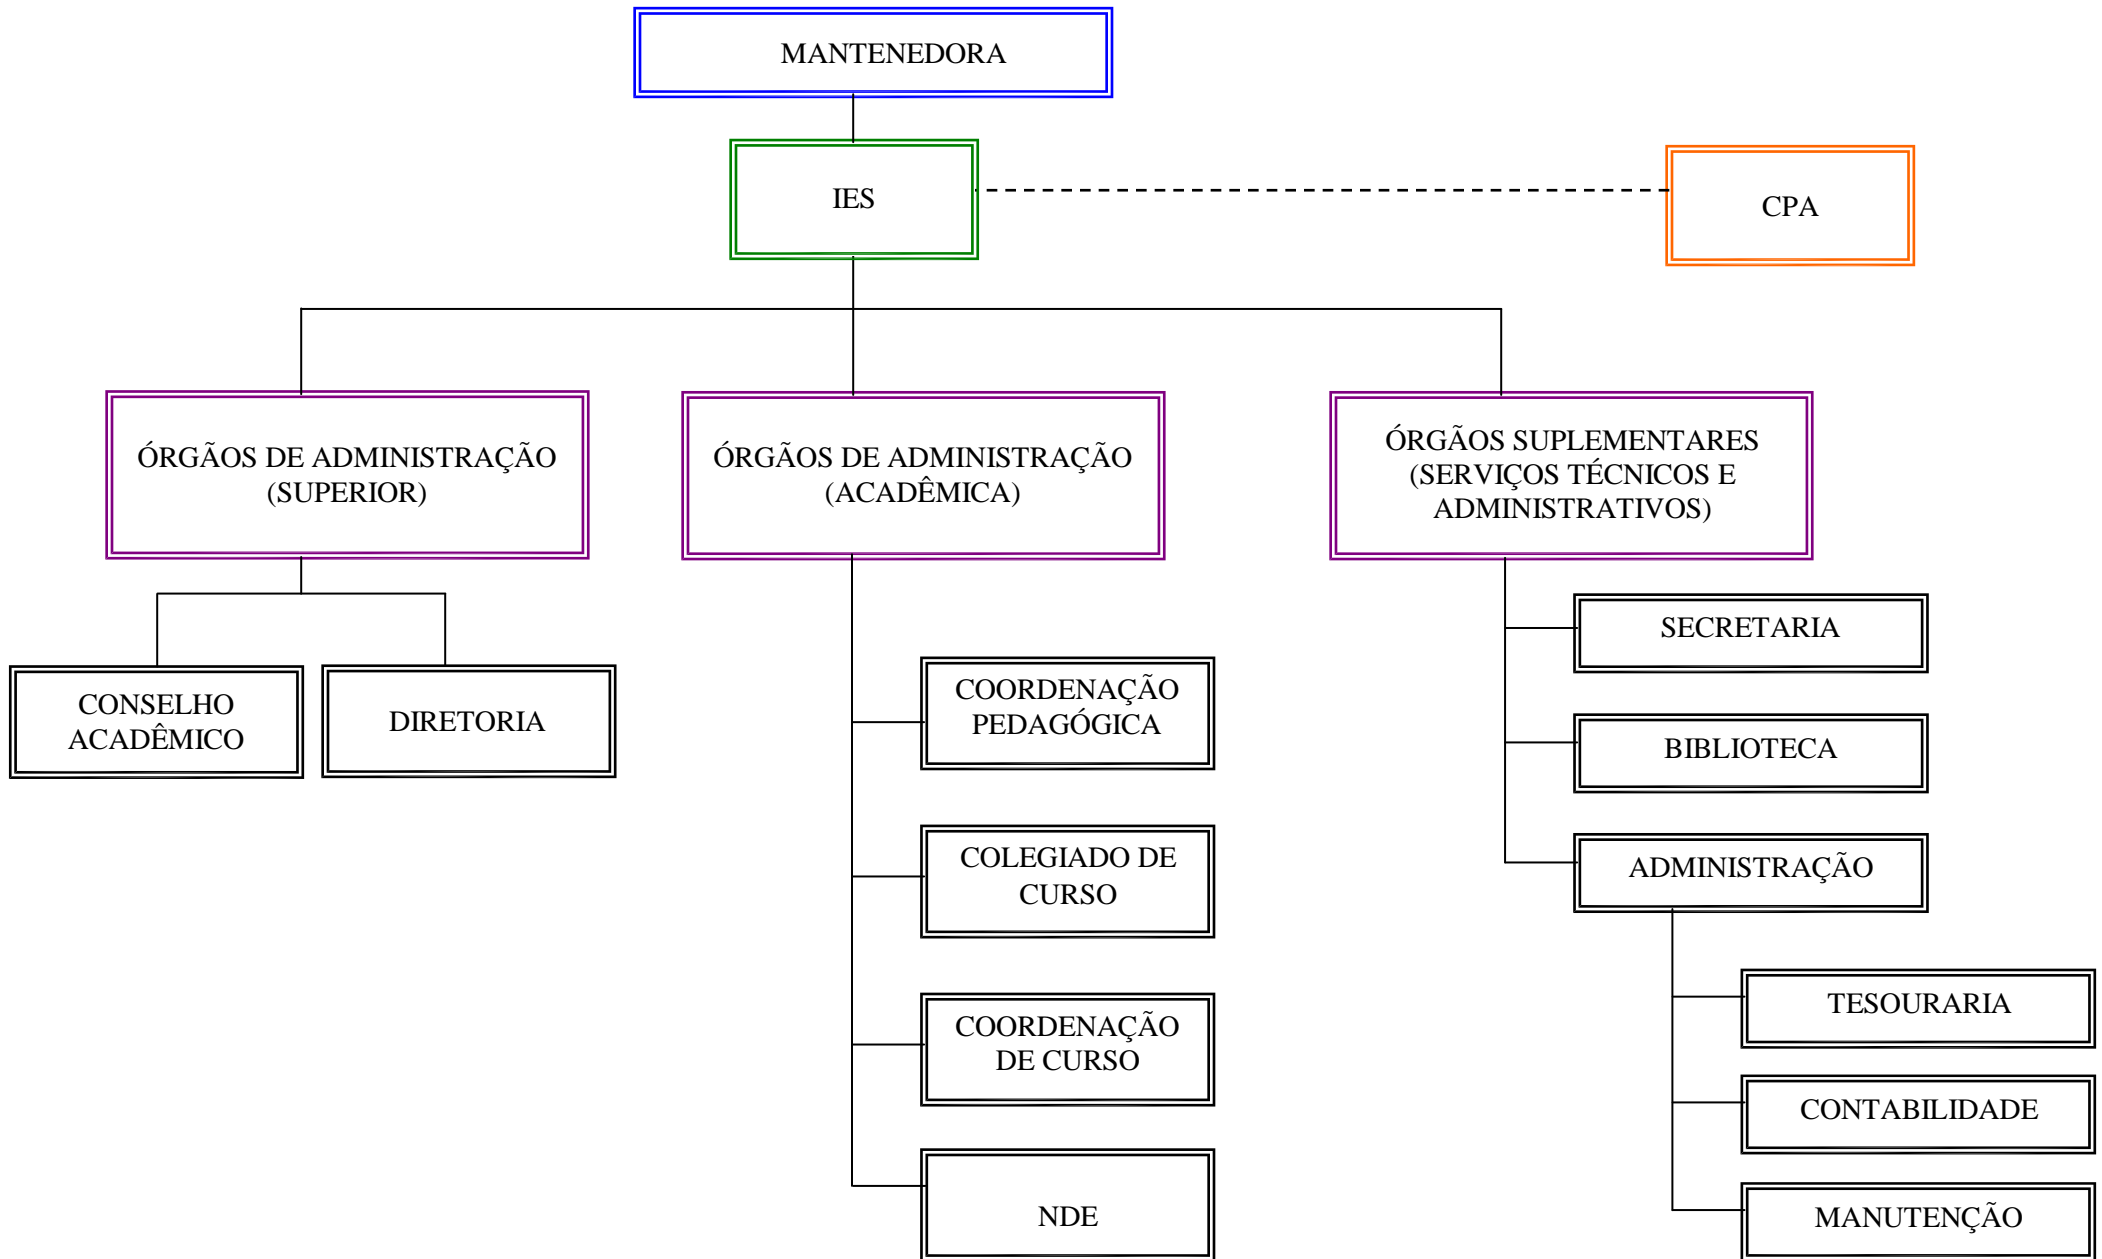 MANTENEDORA
IES
CPA
ÓRGÃOS DE ADMINISTRAÇÃO
(SUPERIOR)
ÓRGÃOS DE ADMINISTRAÇÃO
(ACADÊMICA)
ÓRGÃOS SUPLEMENTARES
(SERVIÇOS TÉCNICOS E
ADMINISTRATIVOS)
CONSELHO
ACADÊMICO
DIRETORIA
COORDENAÇÃO
PEDAGÓGICA
COLEGIADO DE
CURSO
COORDENAÇÃO
DE CURSO
NDE
SECRETARIA
BIBLIOTECA
ADMINISTRAÇÃO
TESOURARIA
CONTABILIDADE
MANUTENÇÃO